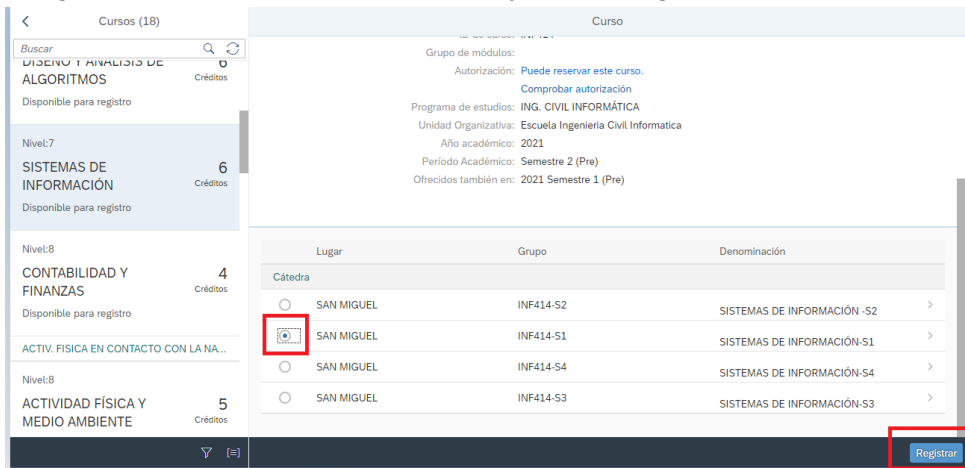 Cursos (18)
Curso
Buscar
DISEÑO Y ANÁLISIS DE
ALGORITMOS
6
Créditos
Disponible para registro
Nivel:7
SISTEMAS DE
INFORMACIÓN
6
Créditos
Disponible para registro
Nivel:8
CONTABILIDAD Y
FINANZAS
4
Créditos
Disponible para registro
ACTIV. FISICA EN CONTACTO CON LA NA...
Nivel:8
ACTIVIDAD FÍSICA Y
MEDIO AMBIENTE
5
Créditos
Grupo de módulos:
Autorización: Puede reservar este curso.
Comprobar autorización
Programa de estudios: ING. CIVIL INFORMÁTICA
Unidad Organizativa: Escuela Ingenieria Civil Informatica
Año académico: 2021
Período Académico: Semestre 2 (Pre)
Ofrecidos también en: 2021 Semestre 1 (Pre)
Lugar Grupo Denominación
Cátedra
SAN MIGUEL INF414-S2 SISTEMAS DE INFORMACIÓN -S2
SAN MIGUEL INF414-S1 SISTEMAS DE INFORMACIÓN-S1
SAN MIGUEL INF414-S4 SISTEMAS DE INFORMACIÓN-S4
SAN MIGUEL INF414-S3 SISTEMAS DE INFORMACIÓN-S3
Registrar